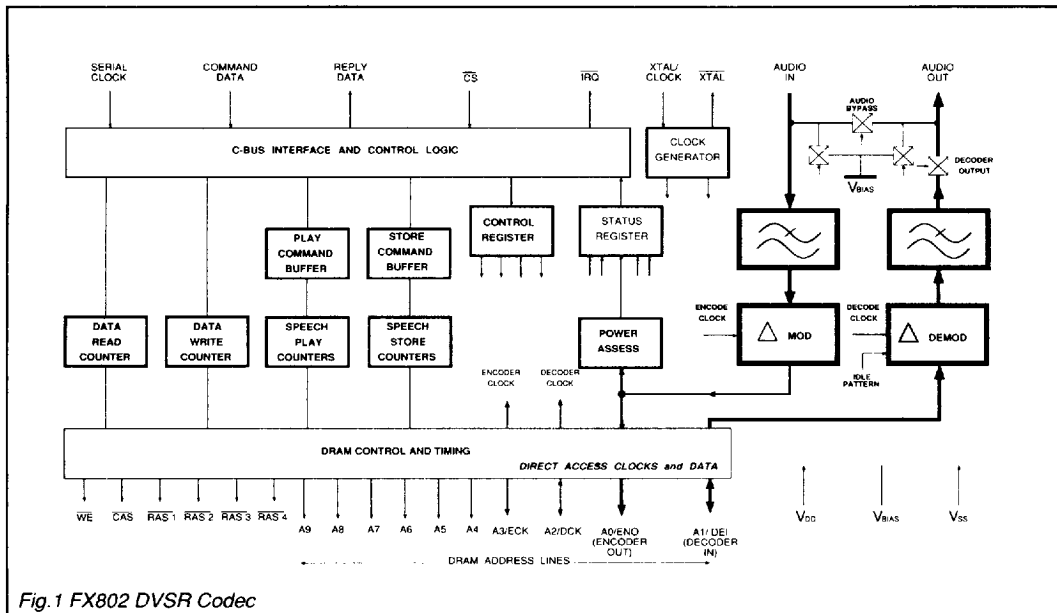 SERIAL CLOCK
COMMAND DATA
REPLY DATA
CS
IRQ
XTAL/ CLOCK
XTAL
AUDIO IN
AUDIO OUT
AUDIO BYPASS
C-BUS INTERFACE AND CONTROL LOGIC
CLOCK GENERATOR
DECODER OUTPUT
VBIAS
PLAY COMMAND BUFFER
STORE COMMAND BUFFER
CONTROL REGISTER
STATUS REGISTER
DATA READ COUNTER
DATA WRITE COUNTER
SPEECH PLAY COUNTERS
SPEECH STORE COUNTERS
POWER ASSESS
ENCODE CLOCK
△ MOD
DECODE CLOCK
△ DEMOD
IDLE PATTERN
ENCODER CLOCK
DECODER CLOCK
DRAM CONTROL AND TIMING
DIRECT ACCESS CLOCKS and DATA
WE
CAS
RAS 1
RAS 2
RAS 3
RAS 4
A9
A8
A7
A6
A5
A4
A3/ECK
A2/DCK
A0/ENO (ENCODER OUT)
A1/DEI (DECODER IN)
DRAM ADDRESS LINES
VDD
VBIAS
VSS
Fig.1 FX802 DVSR Codec